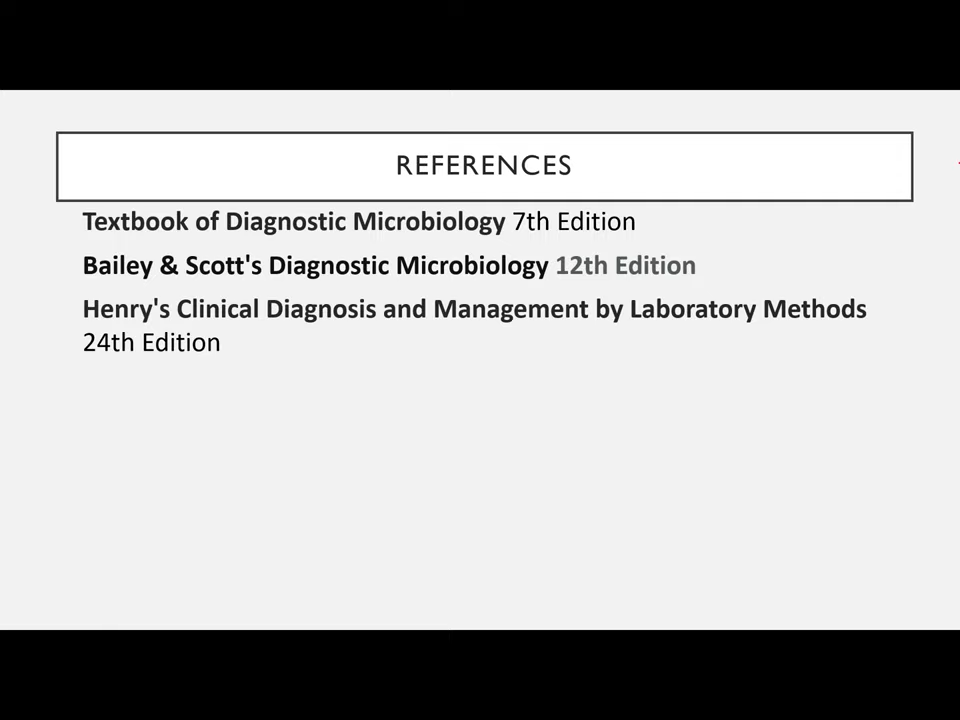 REFERENCES
Textbook of Diagnostic Microbiology 7th Edition
Bailey & Scott's Diagnostic Microbiology 12th Edition
Henry's Clinical Diagnosis and Management by Laboratory Methods
24th Edition